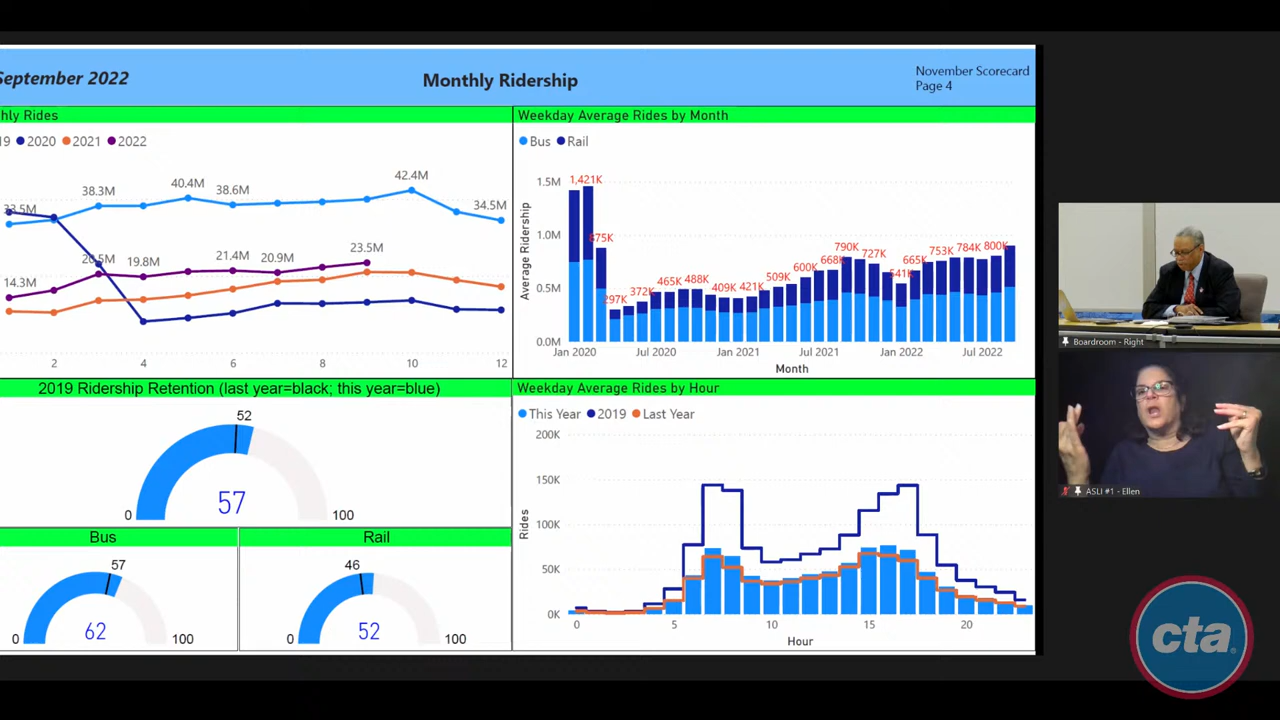 September 2022
Monthly Ridership
November Scorecard
Page 4
hly Rides
19 2020 2021 2022
33.5M
38.3M
40.4M
38.6M
42.4M
34.5M
14.3M
20.5M
19.8M
21.4M
20.9M
23.5M
2 4 6 8 10 12
Weekday Average Rides by Month
Bus Rail
Average Ridership
1.5M
1.0M
0.5M
0.0M
1,421K
875K
297K
372K
465K
488K
409K
421K
509K
600K
668K
790K
727K
541K
665K
753K
784K
800K
Jan 2020 Jul 2020 Jan 2021 Jul 2021 Jan 2022 Jul 2022
Month
2019 Ridership Retention (last year=black; this year=blue)
52
57
0 100
Bus
57
62
0 100
Rail
46
52
0 100
Weekday Average Rides by Hour
This Year 2019 Last Year
Rides
200K
150K
100K
50K
0K
0 5 10 15 20
Hour
Boardroom - Right
ASLI #1 - Ellen
cta